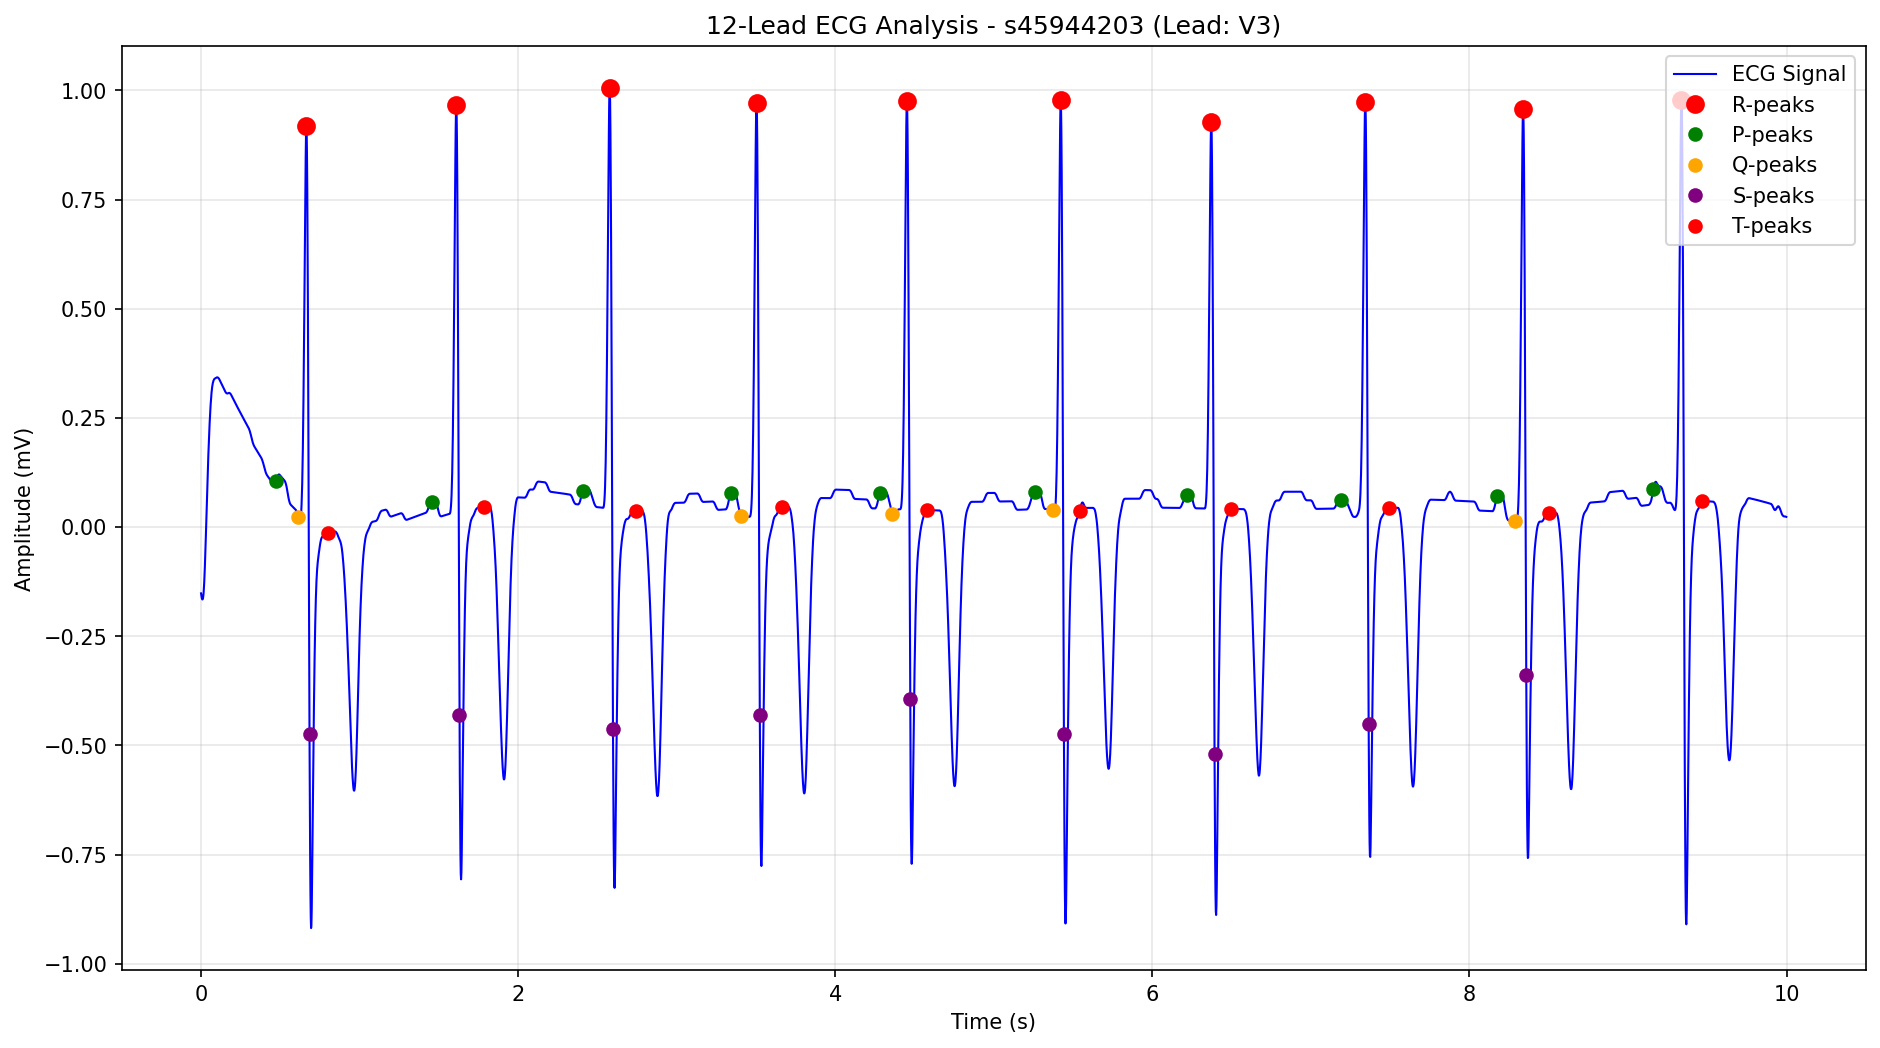 12-Lead ECG Analysis - s45944203 (Lead: V3)
ECG Signal
R-peaks
P-peaks
Q-peaks
S-peaks
T-peaks
1.00
0.75
0.50
0.25
0.00
−0.25
−0.50
−0.75
−1.00
Amplitude (mV)
0 2 4 6 8 10
Time (s)